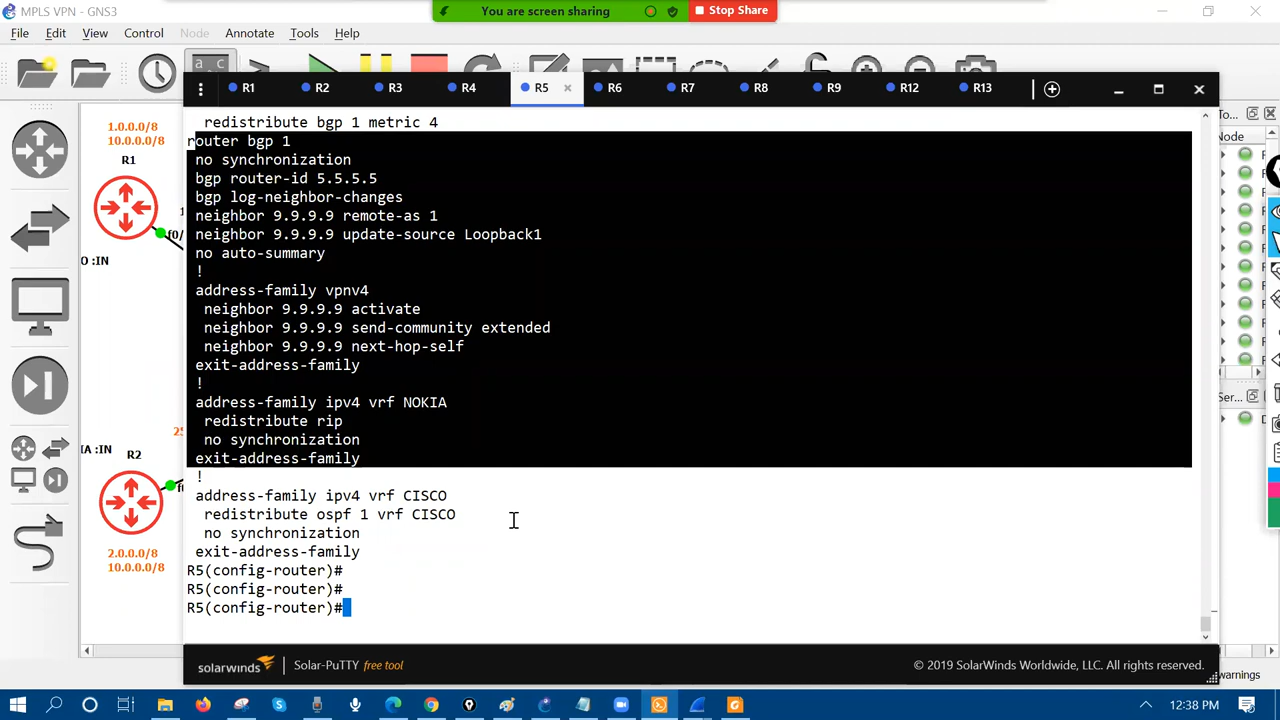 MPLS VPN - GNS3
You are screen sharing
Stop Share
File Edit View Control Node Annotate Tools Help
R1 R2 R3 R4 R5 × R6 R7 R8 R9 R12 R13
redistribute bgp 1 metric 4
router bgp 1
no synchronization
bgp router-id 5.5.5.5
bgp log-neighbor-changes
neighbor 9.9.9.9 remote-as 1
neighbor 9.9.9.9 update-source Loopback1
no auto-summary
!
address-family vpnv4
neighbor 9.9.9.9 activate
neighbor 9.9.9.9 send-community extended
neighbor 9.9.9.9 next-hop-self
exit-address-family
!
address-family ipv4 vrf NOKIA
redistribute rip
no synchronization
exit-address-family
!
address-family ipv4 vrf CISCO
redistribute ospf 1 vrf CISCO
no synchronization
exit-address-family
R5(config-router)#
R5(config-router)#
R5(config-router)#
solarwinds Solar-PuTTY free tool
© 2019 SolarWinds Worldwide, LLC. All rights reserved.
1.0.0.0/8
10.0.0.0/8
R1
f0/
O :IN
IA :IN
R2
2.0.0.0/8
10.0.0.0/8
To...
Node
Ser...
warnings
12:38 PM